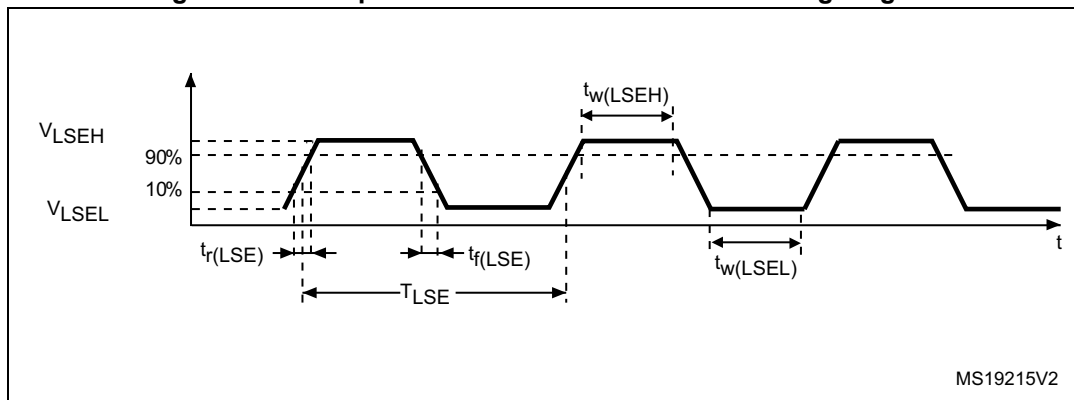 tw(LSEH)
VLSEH
90%
10%
VLSEL
tr(LSE)
tf(LSE)
tw(LSEL)
t
TLSE
MS19215V2